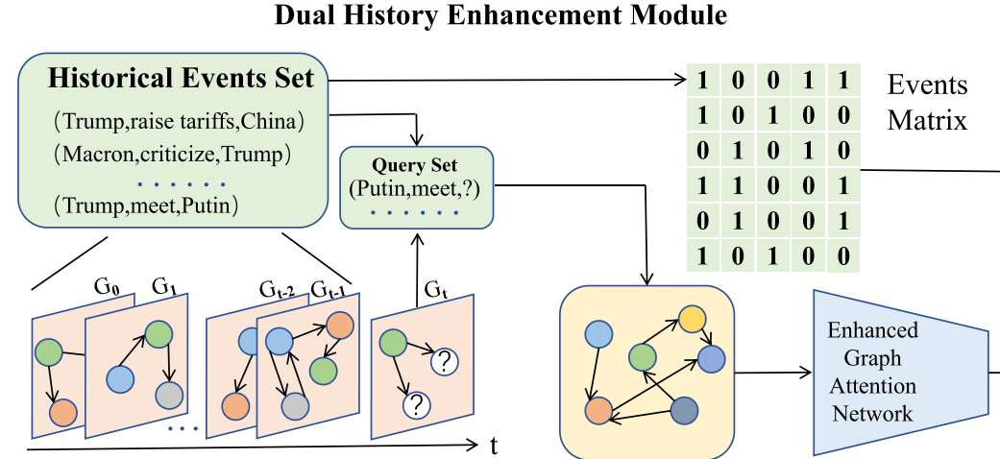 Dual History Enhancement Module
Historical Events Set
(Trump,raise tariffs,China)
(Macron,criticize,Trump)
......
(Trump,meet,Putin)
Query Set
(Putin,meet,?)
......
1 0 0 1 1
1 0 1 0 0
0 1 0 1 0
1 1 0 0 1
0 1 0 0 1
1 0 1 0 0
Events
Matrix
G0
G1
Gt-2
Gt-1
Gt
?
?
...
t
Enhanced
Graph
Attention
Network